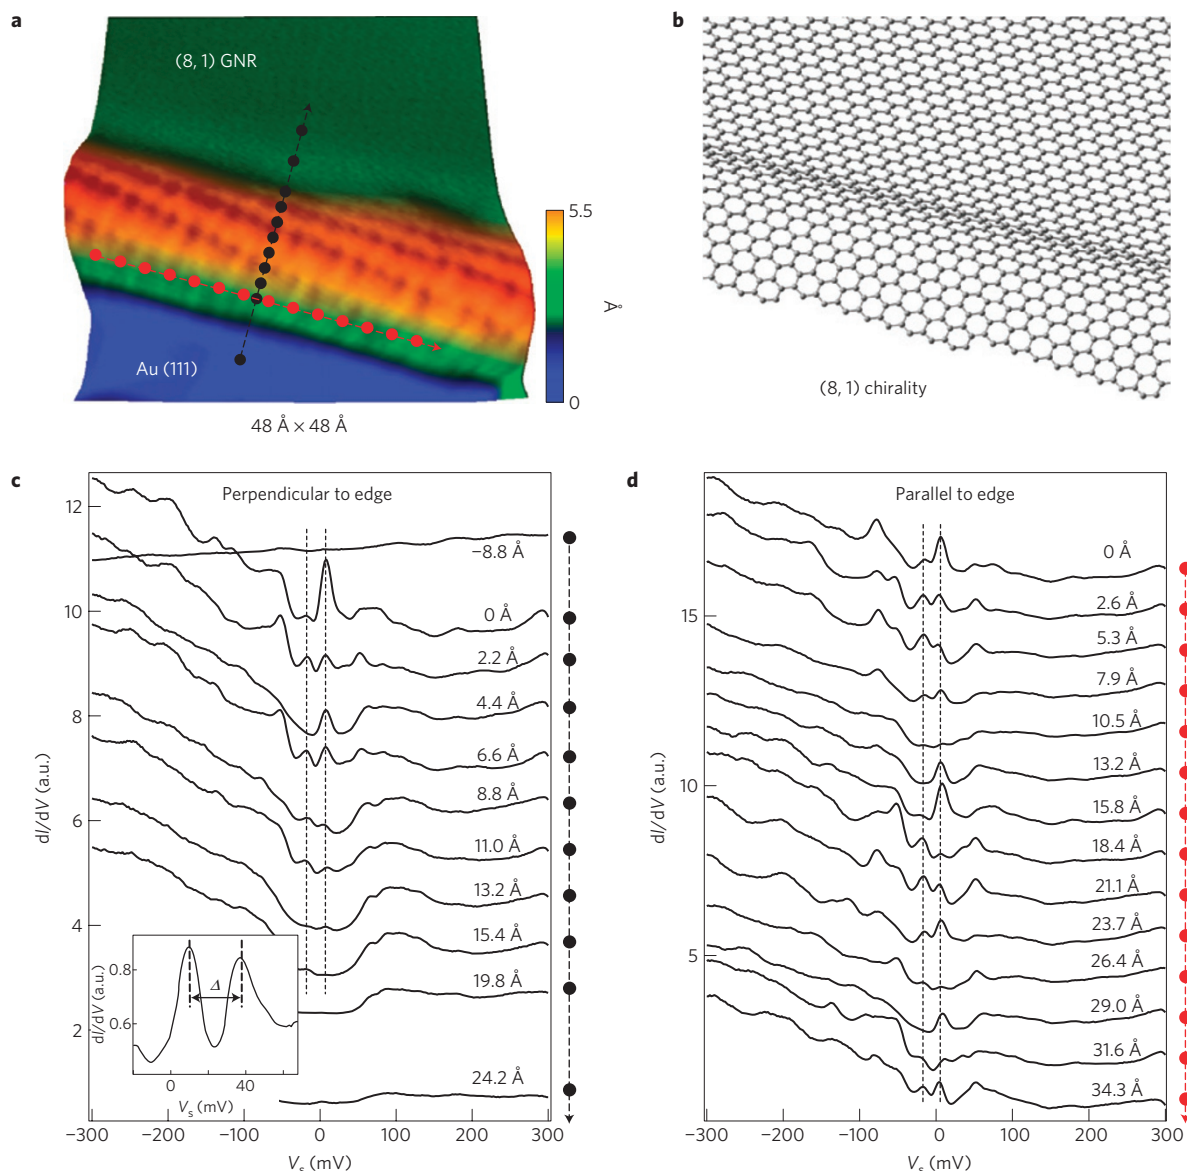 a
(8, 1) GNR
Au (111)
48 Å × 48 Å
5.5
0
Å
b
(8, 1) chirality
c
Perpendicular to edge
12
10
8
6
4
2
dI/dV (a.u.)
−8.8 Å
0 Å
2.2 Å
4.4 Å
6.6 Å
8.8 Å
11.0 Å
13.2 Å
15.4 Å
19.8 Å
24.2 Å
0.8
0.6
dI/dV (a.u.)
Δ
0 40
Vs (mV)
−300 −200 −100 0 100 200 300
Vs (mV)
d
Parallel to edge
15
10
5
dI/dV (a.u.)
0 Å
2.6 Å
5.3 Å
7.9 Å
10.5 Å
13.2 Å
15.8 Å
18.4 Å
21.1 Å
23.7 Å
26.4 Å
29.0 Å
31.6 Å
34.3 Å
−300 −200 −100 0 100 200 300
Vs (mV)